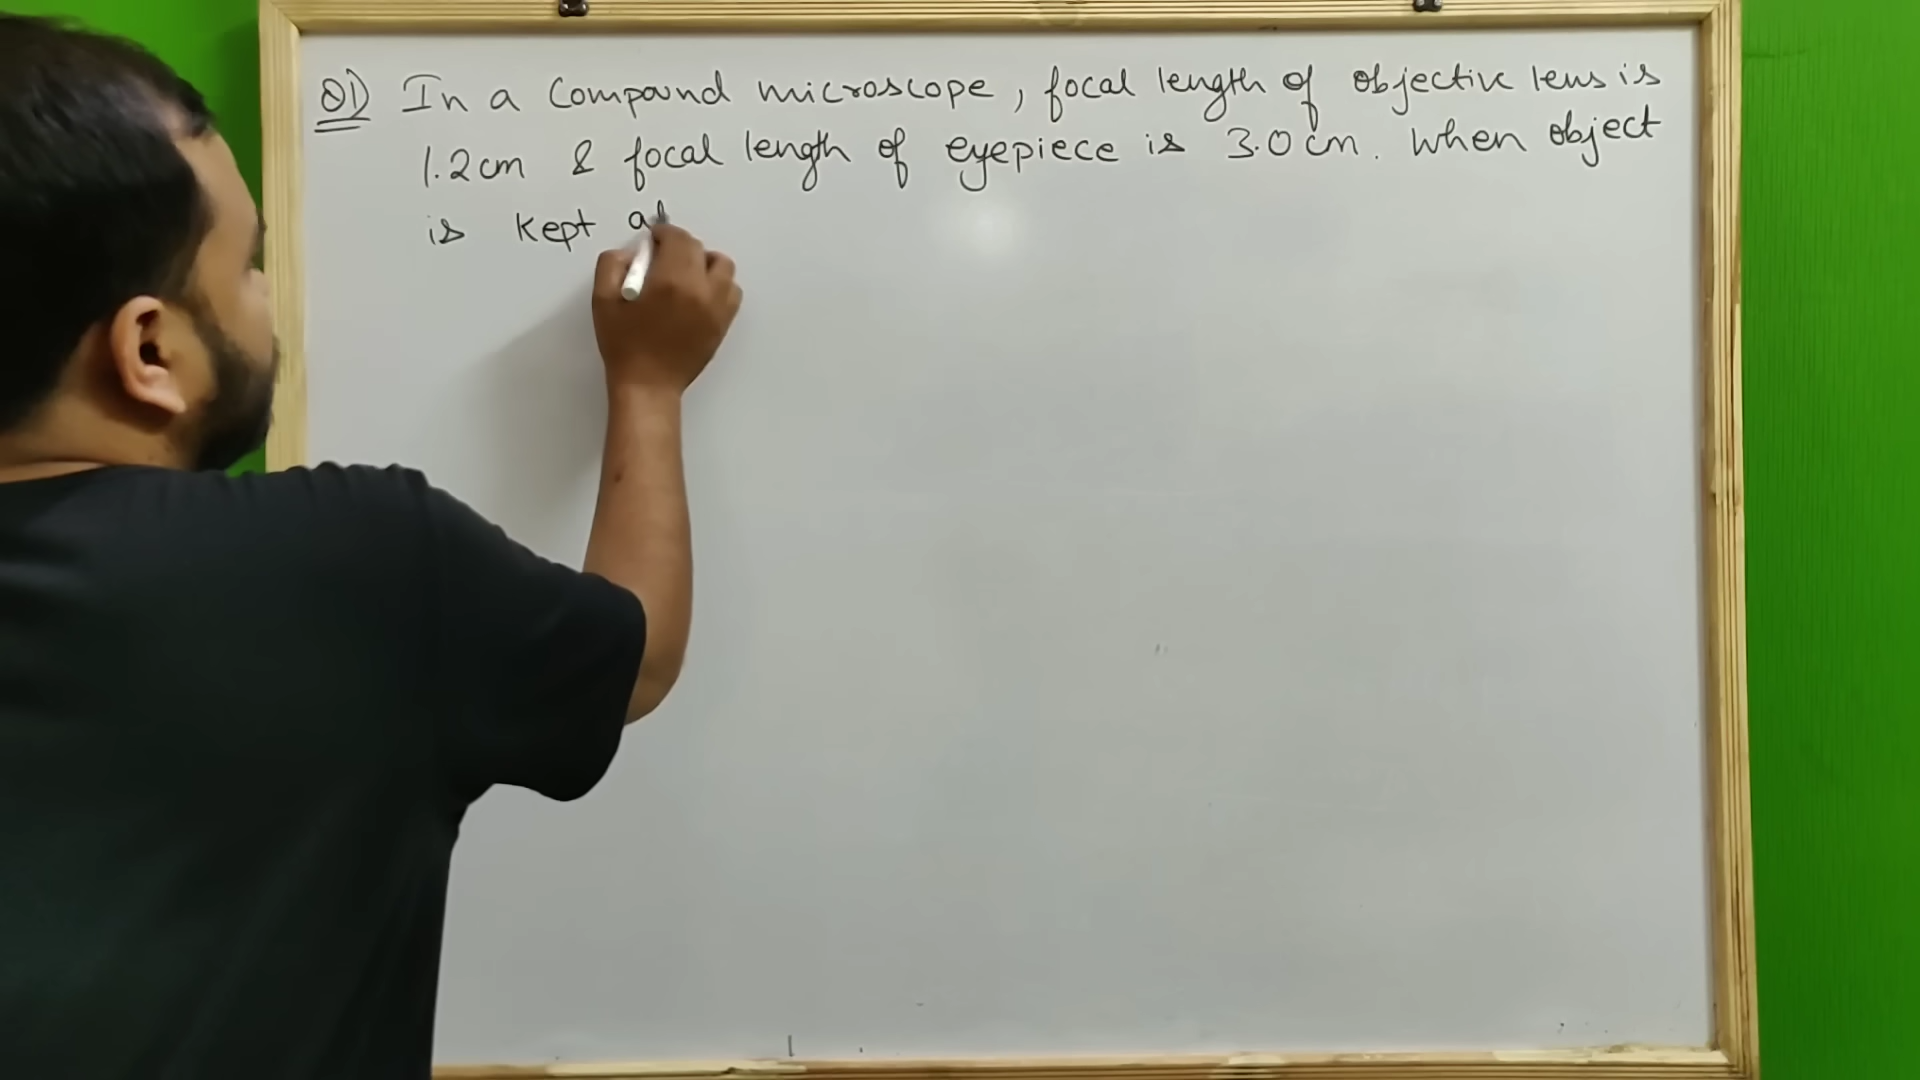 Q1) In a compound microscope, focal length of objective lens is
1.2cm & focal length of eyepiece is 3.0cm. When object
is kept